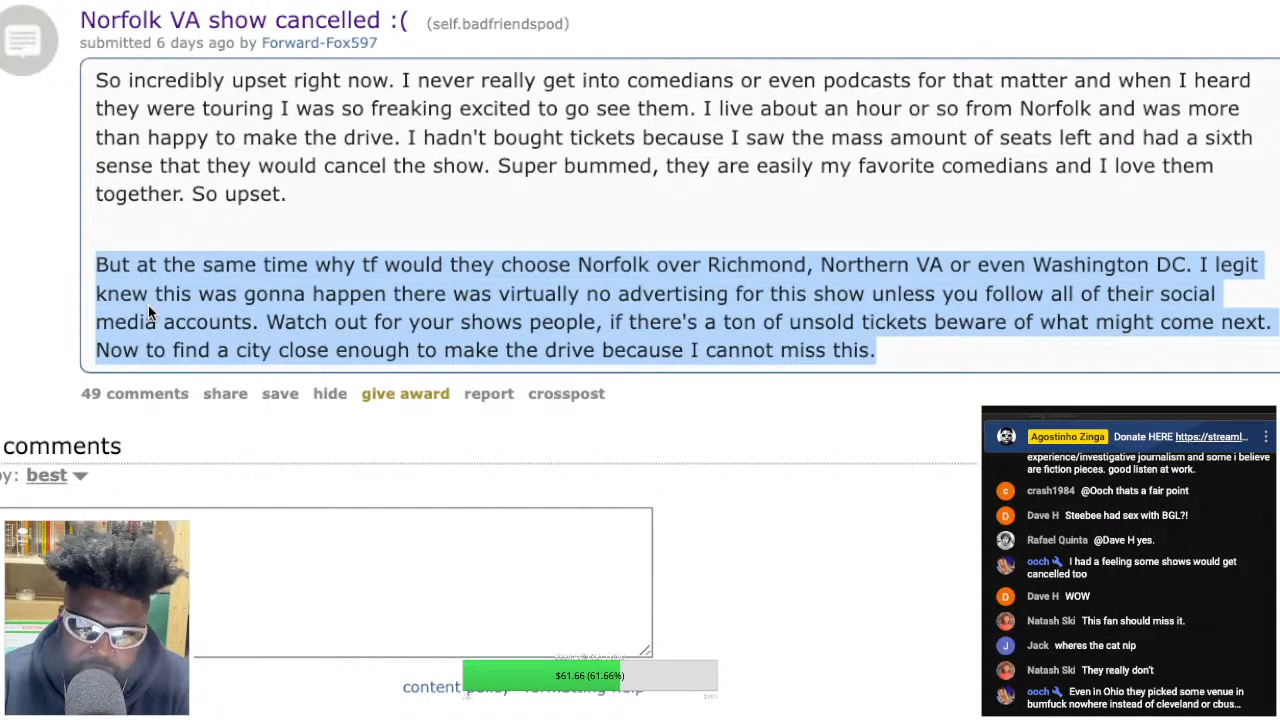 Norfolk VA show cancelled :( (self.badfriendspod)
submitted 6 days ago by Forward-Fox597
So incredibly upset right now. I never really get into comedians or even podcasts for that matter and when I heard
they were touring I was so freaking excited to go see them. I live about an hour or so from Norfolk and was more
than happy to make the drive. I hadn't bought tickets because I saw the mass amount of seats left and had a sixth
sense that they would cancel the show. Super bummed, they are easily my favorite comedians and I love them
together. So upset.
But at the same time why tf would they choose Norfolk over Richmond, Northern VA or even Washington DC. I legit
knew this was gonna happen there was virtually no advertising for this show unless you follow all of their social
media accounts. Watch out for your shows people, if there's a ton of unsold tickets beware of what might come next.
Now to find a city close enough to make the drive because I cannot miss this.
49 comments share save hide give award report crosspost
comments
by: best
content policy formatting help
$61.66 (61.66%)
Agostinho Zinga Donate HERE https://streaml...
experience/investigative journalism and some i believe
are fiction pieces. good listen at work.
crash1984 @Ooch thats a fair point
Dave H Steebee had sex with BGL?!
Rafael Quinta @Dave H yes.
ooch I had a feeling some shows would get
cancelled too
Dave H WOW
Natash Ski This fan should miss it.
Jack wheres the cat nip
Natash Ski They really don't
ooch Even in Ohio they picked some venue in
bumfuck nowhere instead of cleveland or cbus...